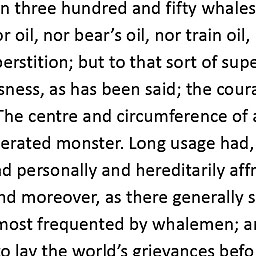 n three hundred and fifty whales
or oil, nor bear's oil, nor train oil,
perstition; but to that sort of supe
sness, as has been said; the coura
The centre and circumference of a
erated monster. Long usage had,
nd personally and hereditarily affr
nd moreover, as there generally s
most frequented by whalemen; a
to lay the world's grievances befo